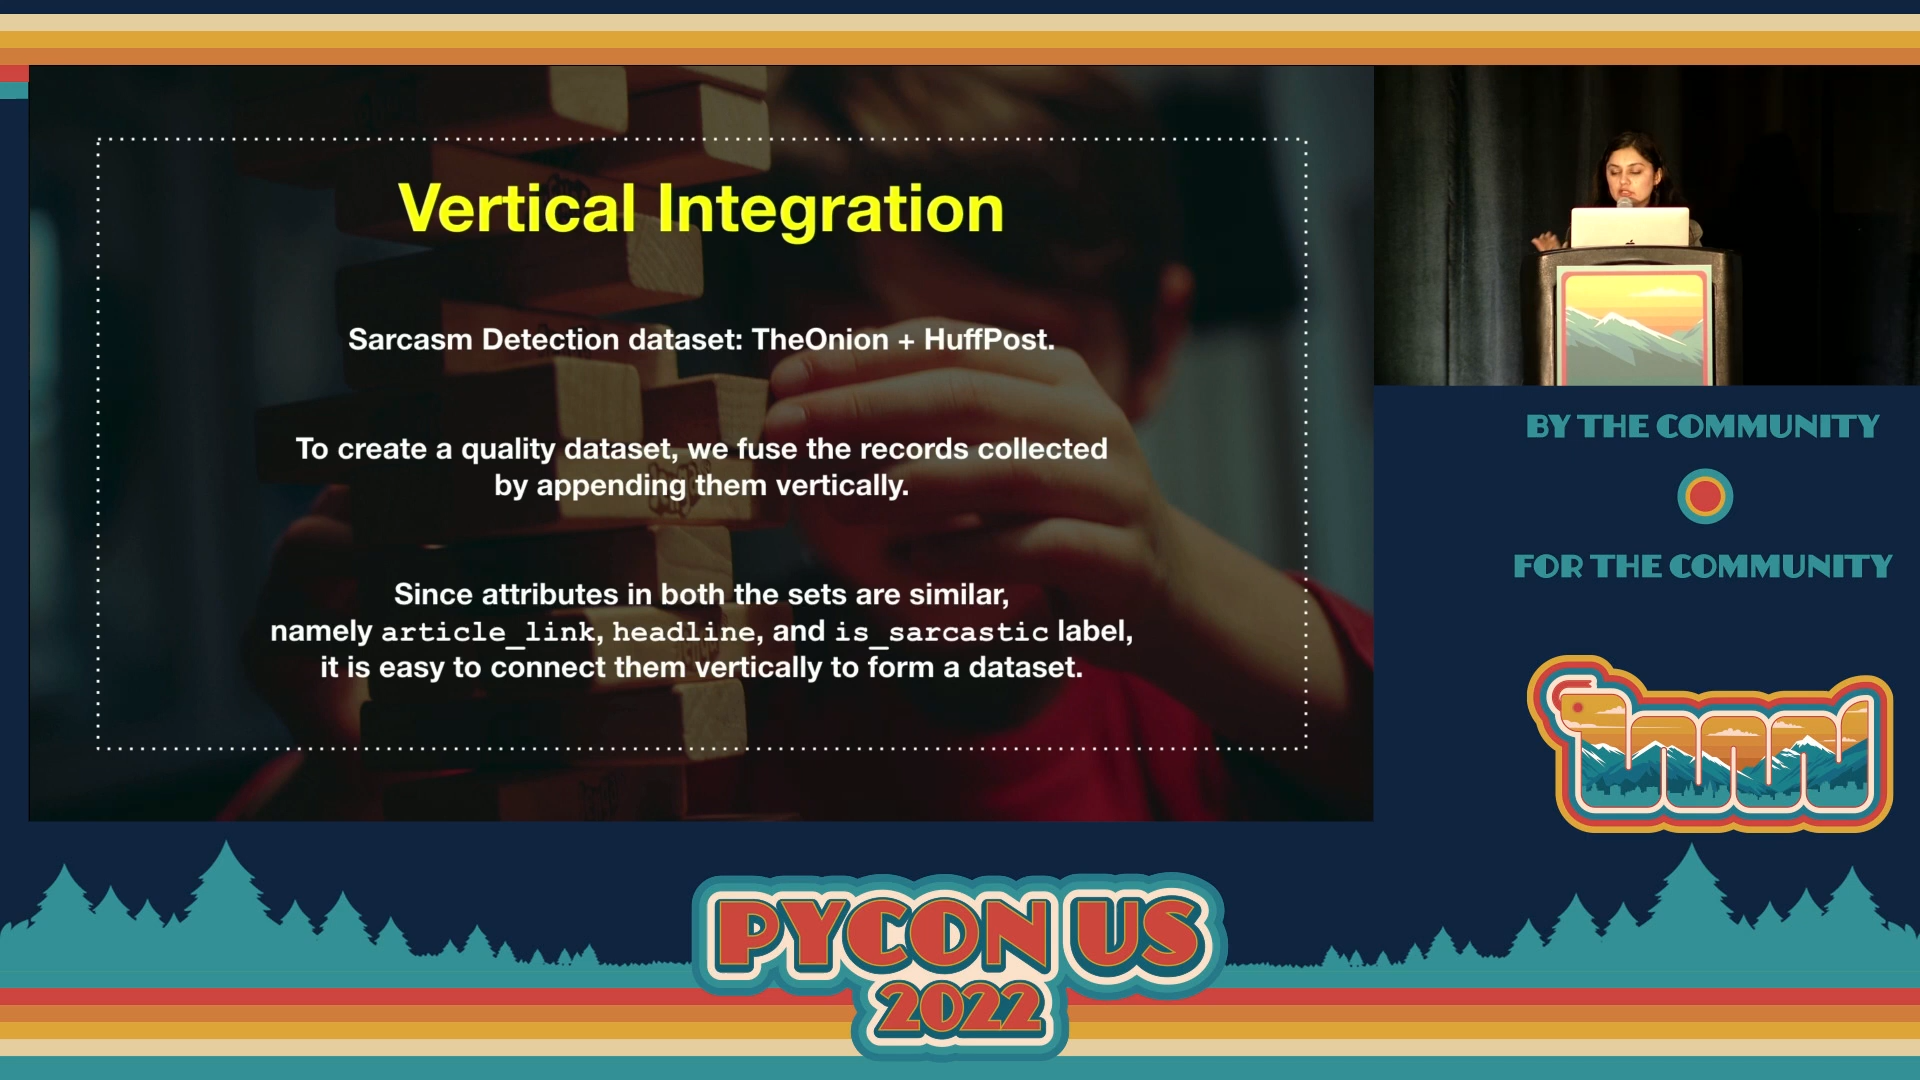 Vertical Integration
Sarcasm Detection dataset: TheOnion + HuffPost.
To create a quality dataset, we fuse the records collected
by appending them vertically.
Since attributes in both the sets are similar,
namely article_link, headline, and is_sarcastic label,
it is easy to connect them vertically to form a dataset.
BY THE COMMUNITY
FOR THE COMMUNITY
PYCON US
2022